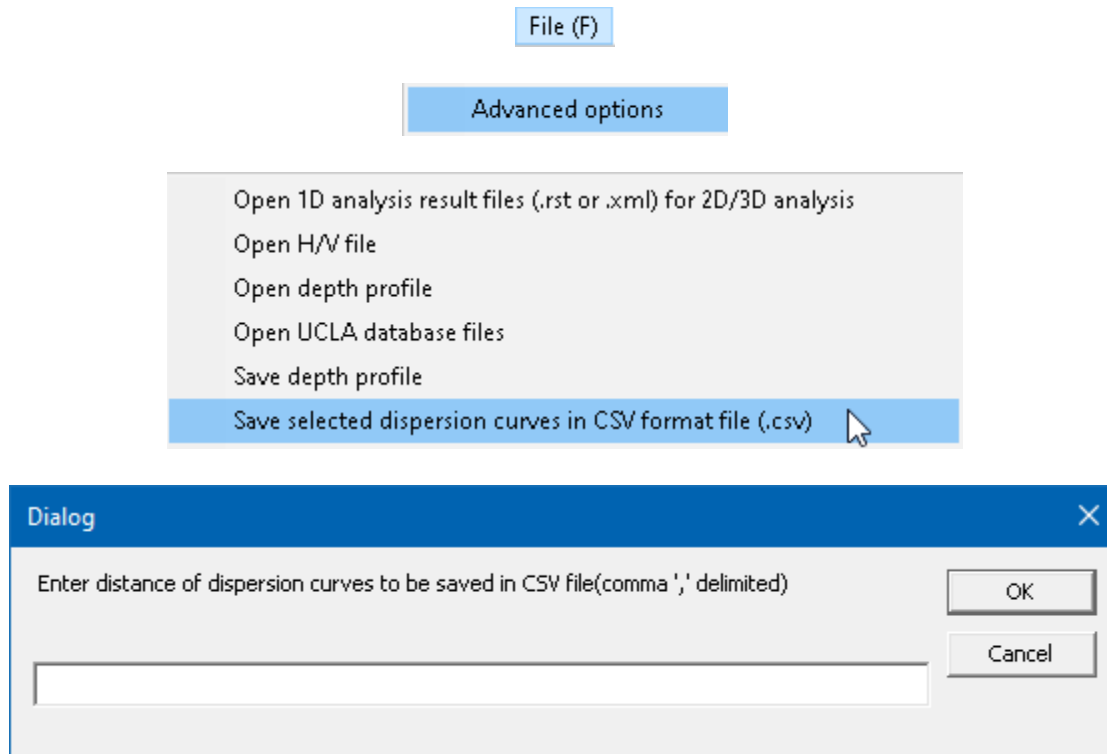 File (F)
Advanced options
Open 1D analysis result files (.rst or .xml) for 2D/3D analysis
Open H/V file
Open depth profile
Open UCLA database files
Save depth profile
Save selected dispersion curves in CSV format file (.csv)
Dialog
Enter distance of dispersion curves to be saved in CSV file(comma ',' delimited)
OK
Cancel